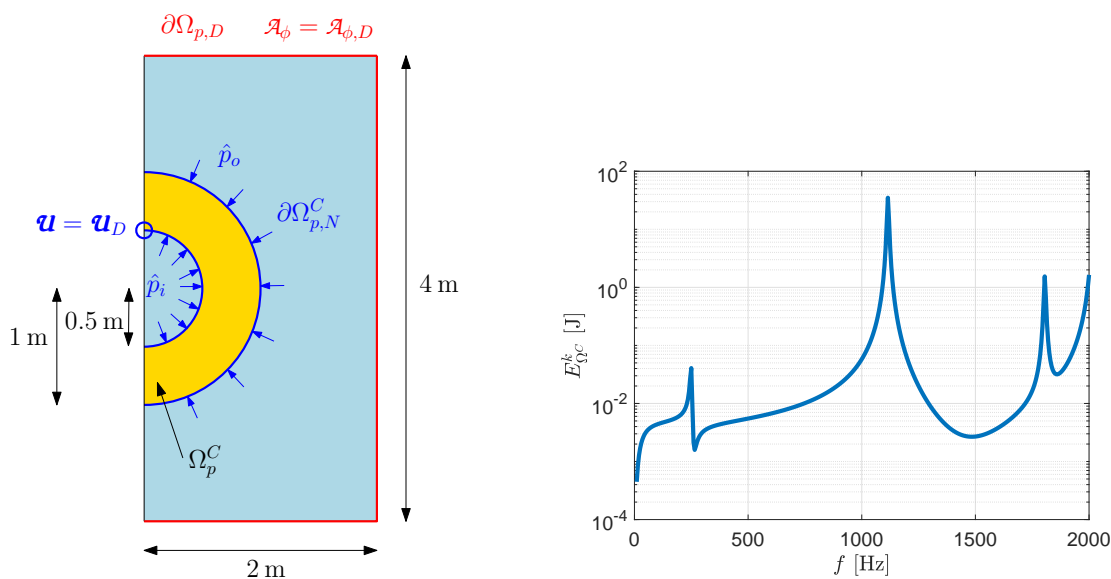 ∂Ω_{p,D} 𝒜_ϕ = 𝒜_{ϕ,D}
p̂_o
𝓤 = 𝓤_D
∂Ω^C_{p,N}
p̂_i
4 m
0.5 m
1 m
Ω^C_p
2 m
E^k_{Ω^C} [J]
10^2
10^0
10^-2
10^-4
0 500 1000 1500 2000
f [Hz]